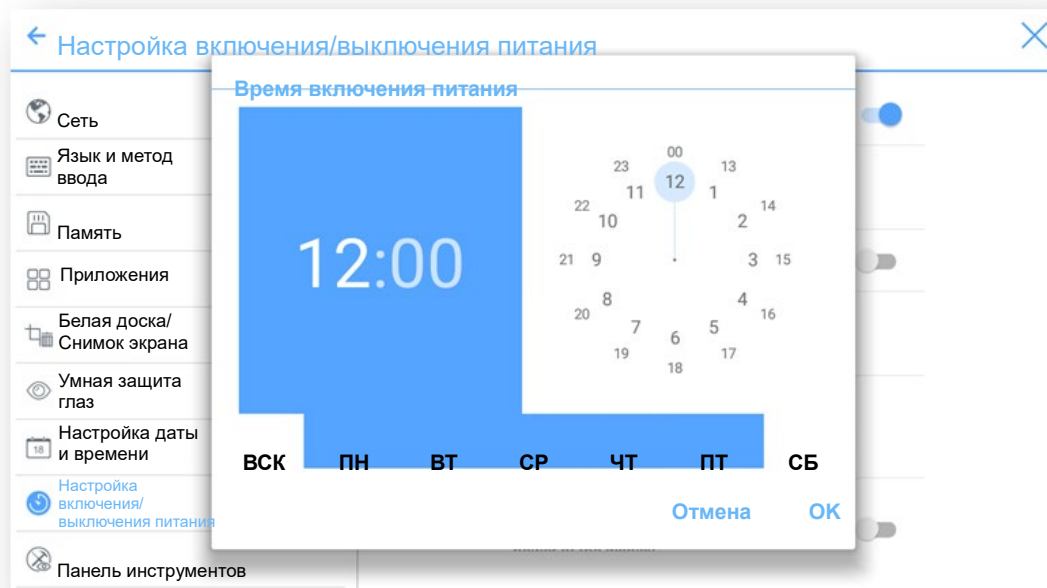 Настройка включения/выключения питания
Время включения питания
Сеть
Язык и метод
ввода
Память
Приложения
Белая доска/
Снимок экрана
Умная защита
глаз
Настройка даты
и времени
18
Настройка
включения/
выключения питания
Панель инструментов
12:00
00
23 13
12
11 1
22 14
10 2
21 9 3 15
8 4
20 16
7 5
6
19 17
18
ВСК ПН ВТ СР ЧТ ПТ СБ
Отмена OK